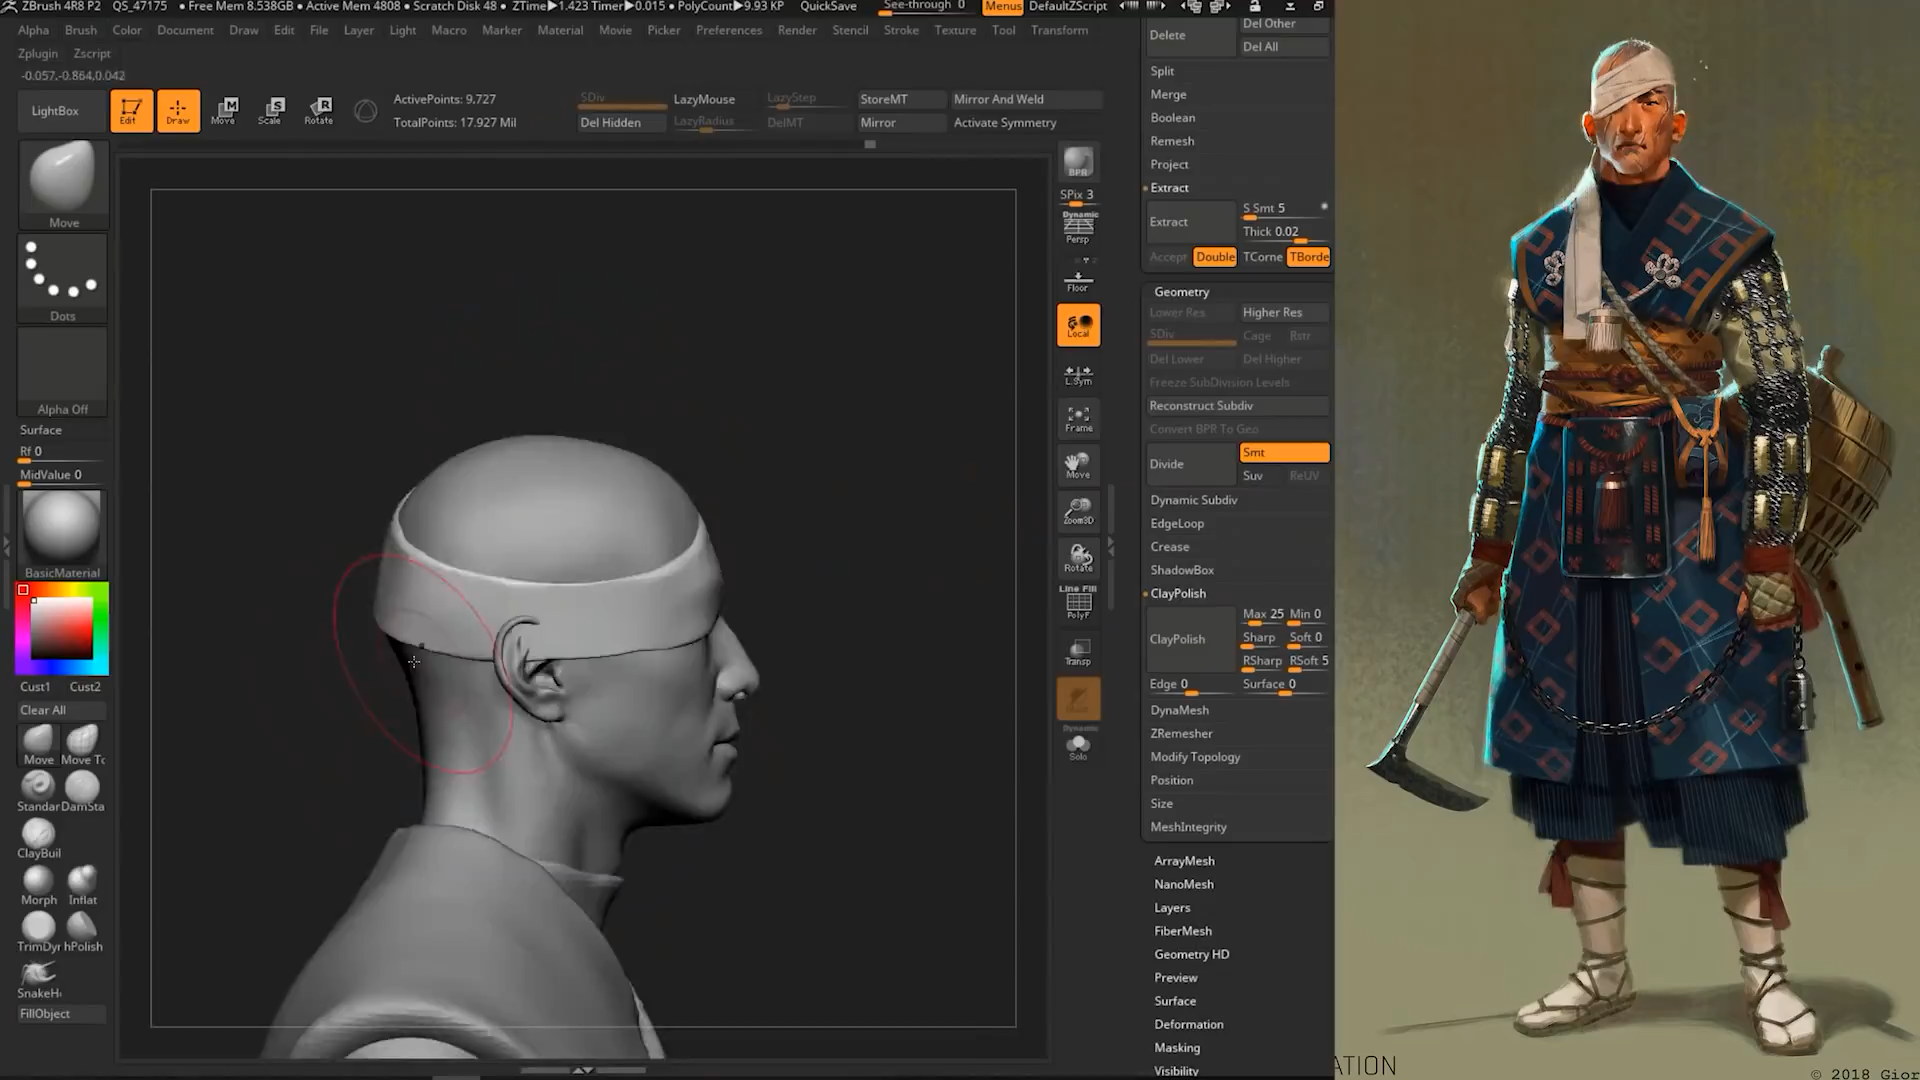 ZBrush 4R8 P2 QS_47175 • Free Mem 8.538GB • Active Mem 4808 • Scratch Disk 48 • ZTime▶1.423 Timer▶0.015 • PolyCount▶9.93 KP QuickSave See-through 0 Menus DefaultZScript
Alpha Brush Color Document Draw Edit File Layer Light Macro Marker Material Movie Picker Preferences Render Stencil Stroke Texture Tool Transform
Zplugin Zscript
-0.057,-0.864,0.042
LightBox
Edit
Draw
Move
Scale
Rotate
ActivePoints: 9.727
TotalPoints: 17.927 Mil
SDiv
Del Hidden
LazyMouse
LazyRadius
LazyStep
DelMT
StoreMT
Mirror
Mirror And Weld
Activate Symmetry
Move
Dots
Alpha Off
Surface
Rf 0
MidValue 0
BasicMaterial
Cust1 Cust2
Clear All
Move Move Tc
Standar DamSta
ClayBuil
Morph Inflat
TrimDyr hPolish
SnakeH
FillObject
BPR
SPix 3
Dynamic
Persp
Floor
Local
L.Sym
Frame
Move
Zoom3D
Rotate
Line Fill
PolyF
Transp
Dynamic
Solo
Delete
Del Other
Del All
Split
Merge
Boolean
Remesh
Project
Extract
Extract
S Smt 5
Thick 0.02
Accept Double TCorne TBorde
Geometry
Lower Res Higher Res
SDiv Cage Rstr
Del Lower Del Higher
Freeze SubDivision Levels
Reconstruct Subdiv
Convert BPR To Geo
Divide
Smt
Suv ReUV
Dynamic Subdiv
EdgeLoop
Crease
ShadowBox
ClayPolish
ClayPolish
Max 25 Min 0
Sharp Soft 0
RSharp RSoft 5
Edge 0 Surface 0
DynaMesh
ZRemesher
Modify Topology
Position
Size
MeshIntegrity
ArrayMesh
NanoMesh
Layers
FiberMesh
Geometry HD
Preview
Surface
Deformation
Masking
Visibility
ATION
© 2018 Gior